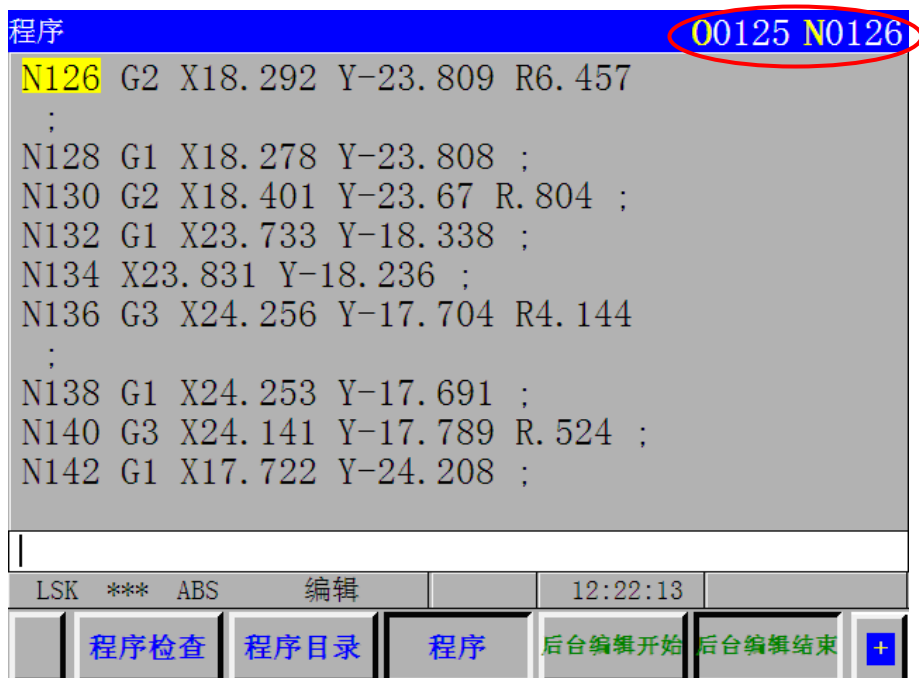 程序 O0125 N0126
N126 G2 X18.292 Y-23.809 R6.457
;
N128 G1 X18.278 Y-23.808 ;
N130 G2 X18.401 Y-23.67 R.804 ;
N132 G1 X23.733 Y-18.338 ;
N134 X23.831 Y-18.236 ;
N136 G3 X24.256 Y-17.704 R4.144
;
N138 G1 X24.253 Y-17.691 ;
N140 G3 X24.141 Y-17.789 R.524 ;
N142 G1 X17.722 Y-24.208 ;
LSK *** ABS 编辑 12:22:13
程序检查 程序目录 程序 后台编辑开始 后台编辑结束 +